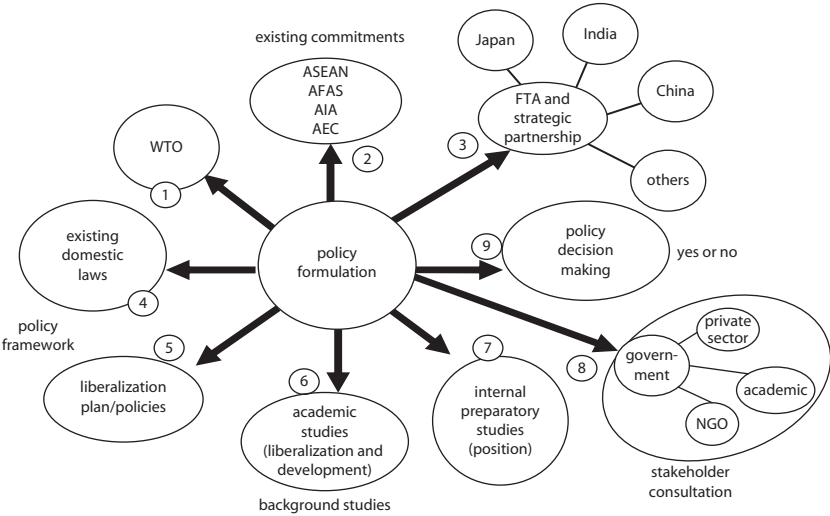 existing commitments
ASEAN
AFAS
AIA
AEC
2
WTO
1
Japan
India
China
others
FTA and
strategic
partnership
3
policy
formulation
existing
domestic
laws
4
policy
framework
5
liberalization
plan/policies
6
academic
studies
(liberalization and
development)
background studies
7
internal
preparatory
studies
(position)
8
govern-
ment
private
sector
academic
NGO
stakeholder
consultation
9
policy
decision
making
yes or no